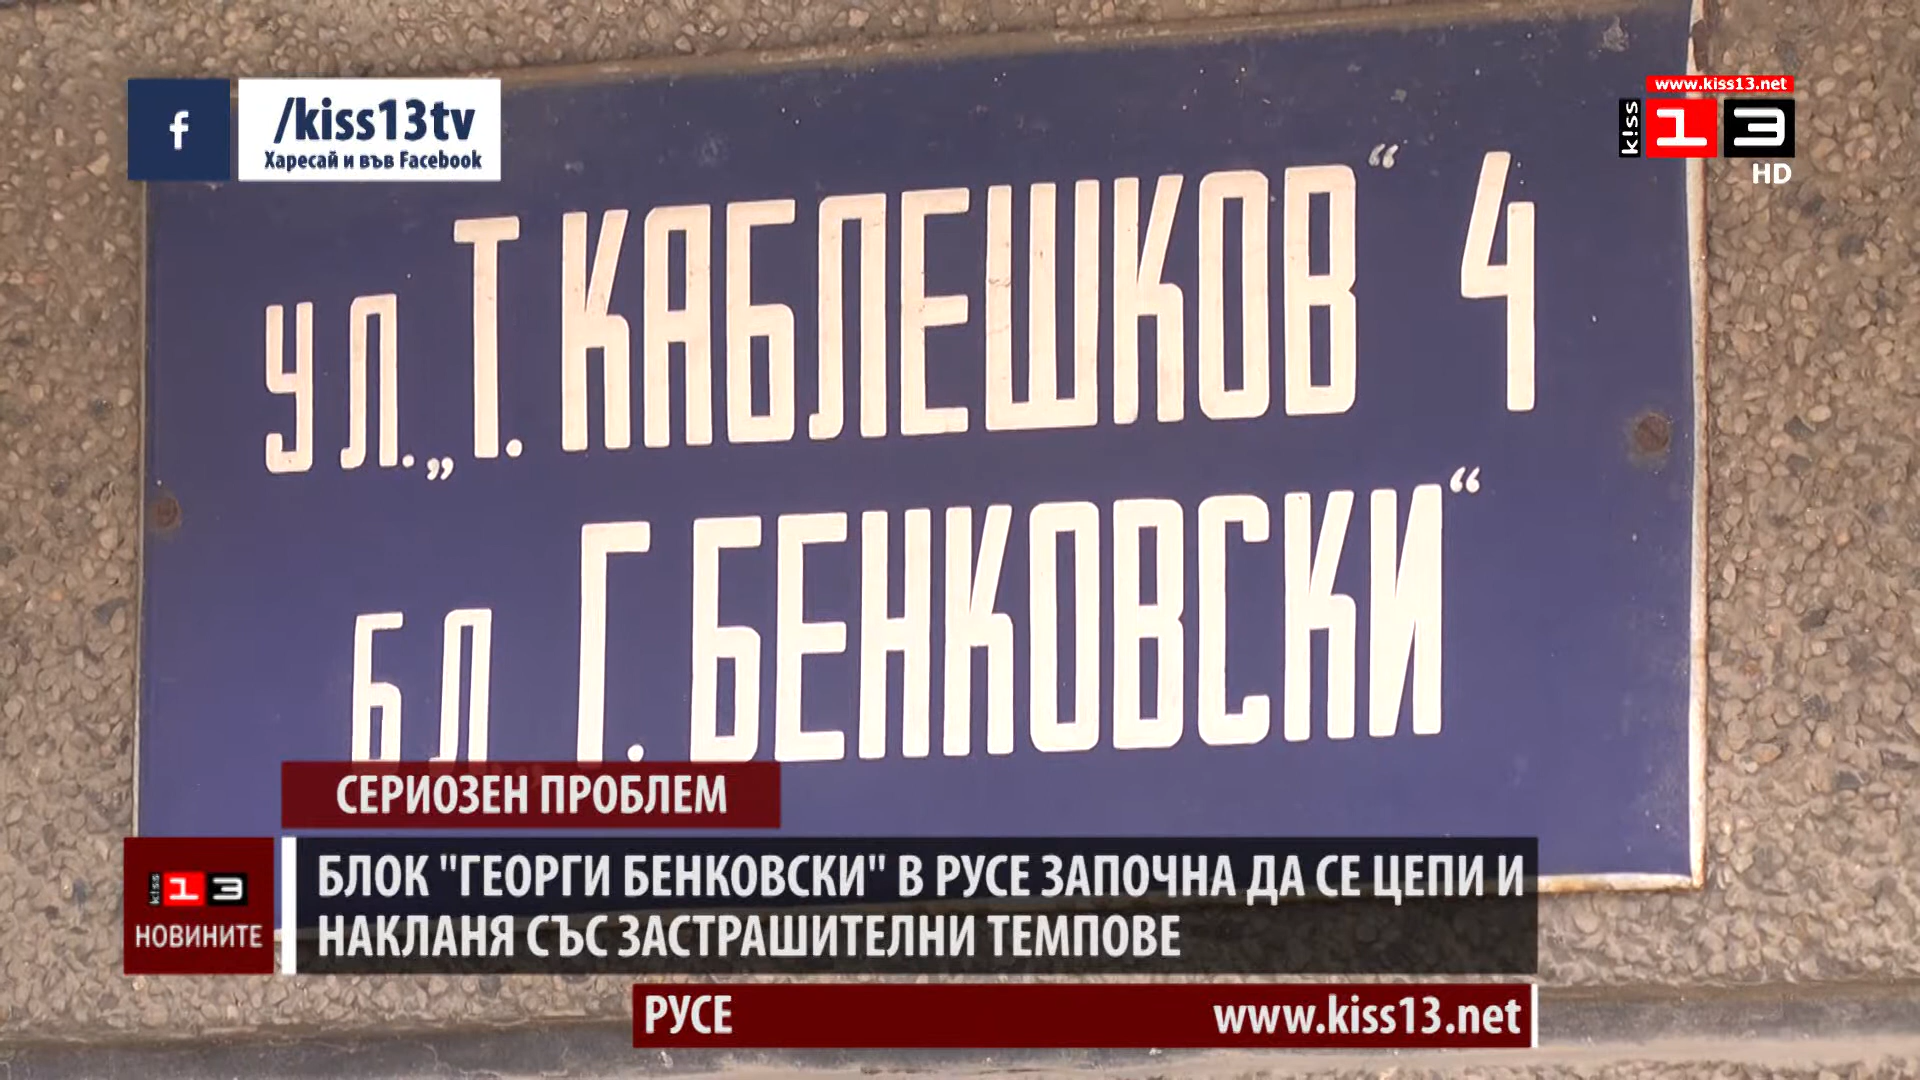 f /kiss13tv
Харесай и във Facebook
www.kiss13.net
kiss 13
HD
ул. „Т. КАБЛЕШКОВ“ 4
бл. „Г. БЕНКОВСКИ“
СЕРИОЗЕН ПРОБЛЕМ
БЛОК "ГЕОРГИ БЕНКОВСКИ" В РУСЕ ЗАПОЧНА ДА СЕ ЦЕПИ И
НАКЛАНЯ СЪС ЗАСТРАШИТЕЛНИ ТЕМПОВЕ
kiss 13
НОВИНИТЕ
РУСЕ
www.kiss13.net